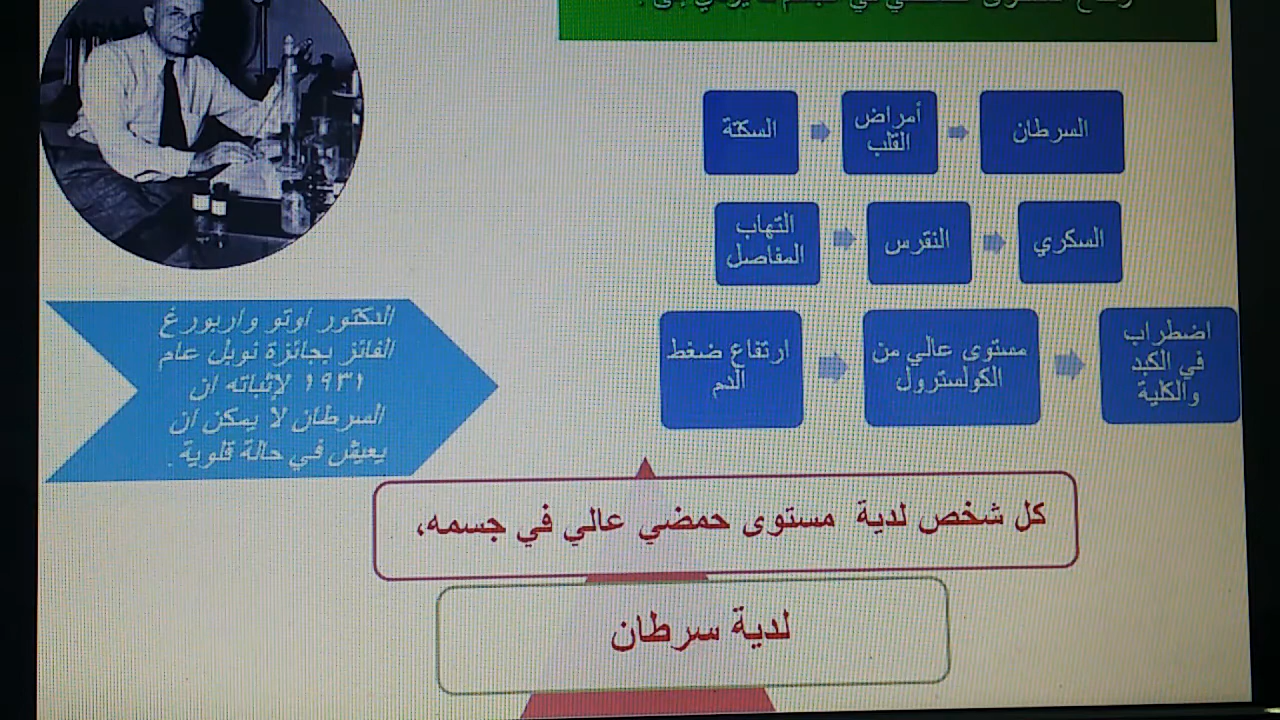 السرطان
أمراض
القلب
السكتة
السكري
النقرس
التهاب
المفاصل
اضطراب
في الكبد
والكلية
مستوى عالي من
الكولسترول
ارتفاع ضغط
الدم
الدكتور اوتو واربورغ
الفائز بجائزة نوبل عام
١٩٣١ لإثباته ان
السرطان لا يمكن ان
يعيش في حالة قلوية.
كل شخص لدية مستوى حمضي عالي في جسمه،
لدية سرطان